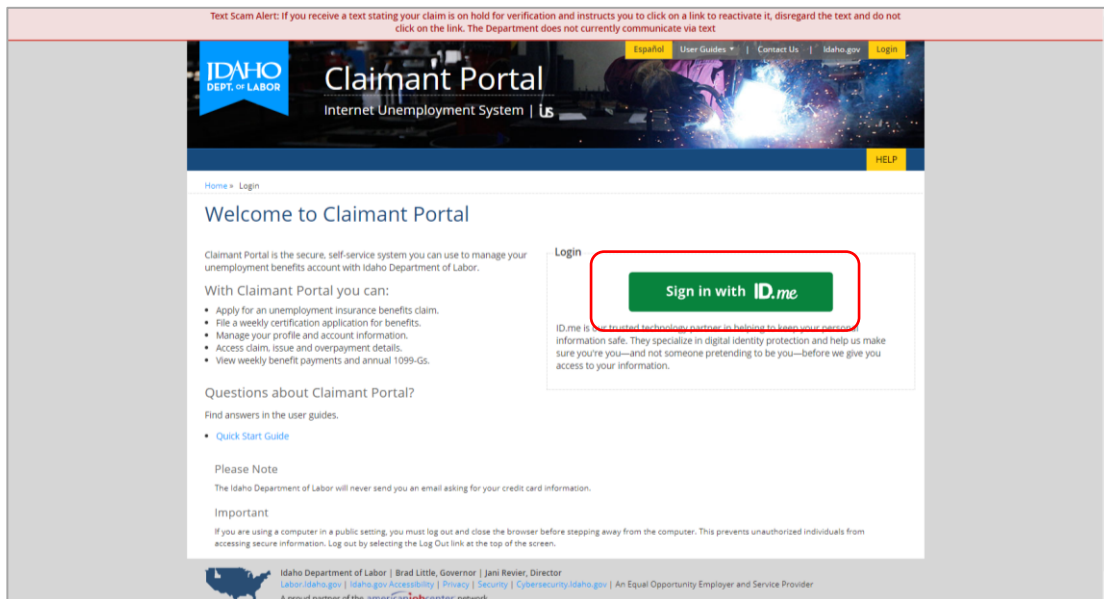 Text Scam Alert: If you receive a text stating your claim is on hold for verification and instructs you to click on a link to reactivate it, disregard the text and do not
click on the link. The Department does not currently communicate via text
Español User Guides | Contact Us | Idaho.gov Login
IDAHO
DEPT. OF LABOR
Claimant Portal
Internet Unemployment System | ius
HELP
Home » Login
Welcome to Claimant Portal
Claimant Portal is the secure, self-service system you can use to manage your
unemployment benefits account with Idaho Department of Labor.
With Claimant Portal you can:
• Apply for an unemployment insurance benefits claim.
• File a weekly certification application for benefits.
• Manage your profile and account information.
• Access claim, issue and overpayment details.
• View weekly benefit payments and annual 1099-Gs.
Questions about Claimant Portal?
Find answers in the user guides.
• Quick Start Guide
Login
Sign in with ID.me
ID.me is our trusted technology partner in helping to keep your personal
information safe. They specialize in digital identity protection and help us make
sure you're you—and not someone pretending to be you—before we give you
access to your information.
Please Note
The Idaho Department of Labor will never send you an email asking for your credit card information.
Important
If you are using a computer in a public setting, you must log out and close the browser before stepping away from the computer. This prevents unauthorized individuals from
accessing secure information. Log out by selecting the Log Out link at the top of the screen.
Idaho Department of Labor | Brad Little, Governor | Jani Revier, Director
Labor.Idaho.gov | Idaho.gov Accessibility | Privacy | Security | Cybersecurity.Idaho.gov | An Equal Opportunity Employer and Service Provider
A proud partner of the americanjobcenter network